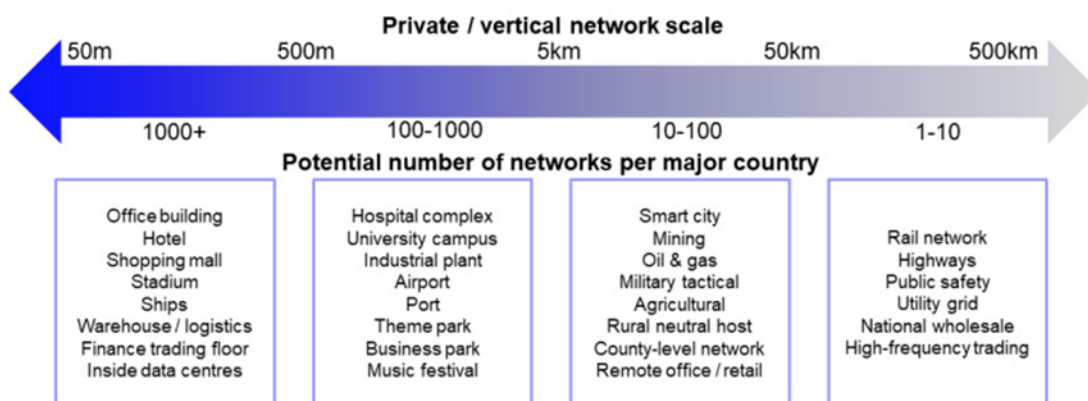 Private / vertical network scale
50m 500m 5km 50km 500km
1000+ 100-1000 10-100 1-10
Potential number of networks per major country
Office building
Hotel
Shopping mall
Stadium
Ships
Warehouse / logistics
Finance trading floor
Inside data centres
Hospital complex
University campus
Industrial plant
Airport
Port
Theme park
Business park
Music festival
Smart city
Mining
Oil & gas
Military tactical
Agricultural
Rural neutral host
County-level network
Remote office / retail
Rail network
Highways
Public safety
Utility grid
National wholesale
High-frequency trading